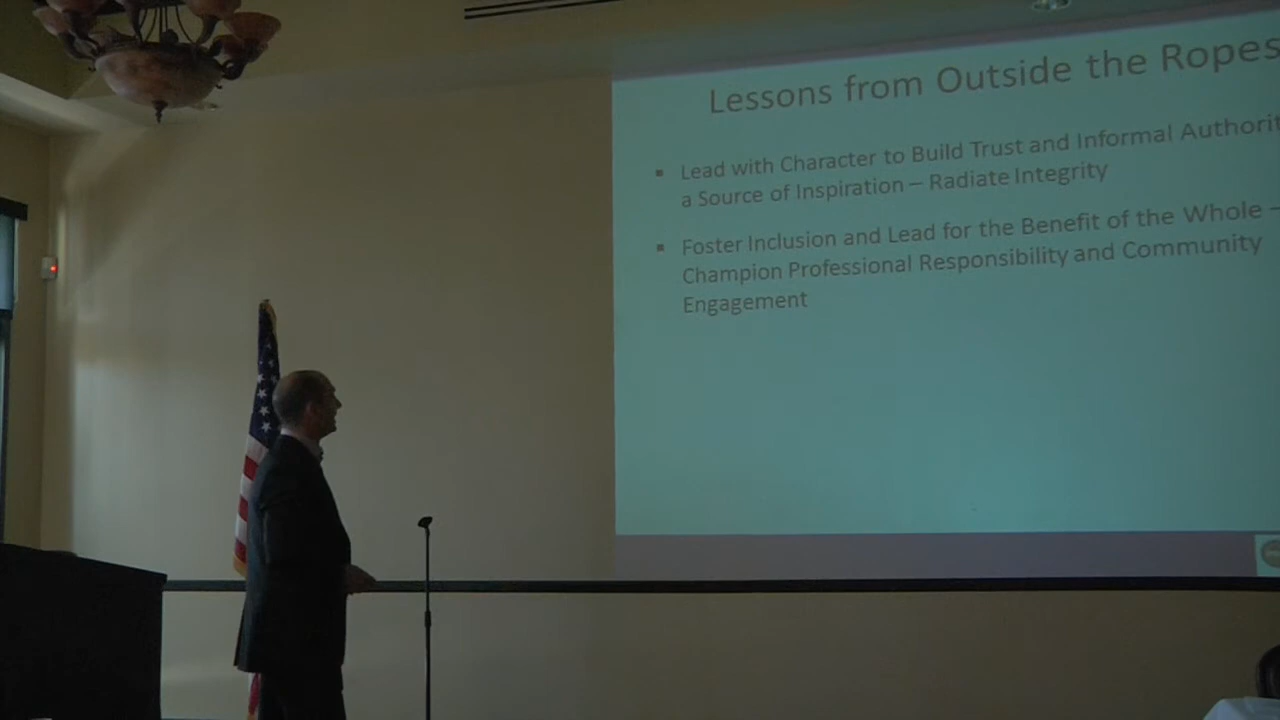 Lessons from Outside the Ropes
▪ Lead with Character to Build Trust and Informal Authorit
a Source of Inspiration – Radiate Integrity
▪ Foster Inclusion and Lead for the Benefit of the Whole –
Champion Professional Responsibility and Community
Engagement